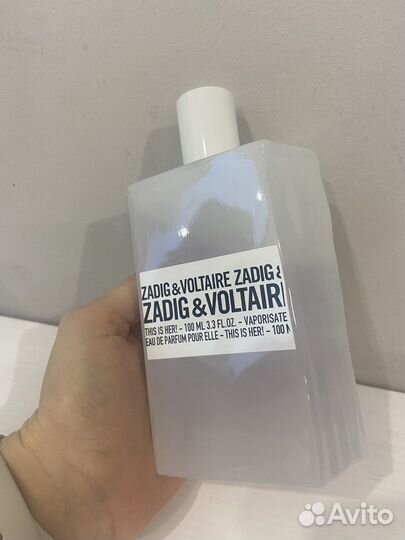 ZADIG &VOLTAIRE ZADIG &
ZADIG &VOLTAIR
THIS IS HER! – 100 ML 3.3 FL.OZ. – VAPORISATE
EAU DE PARFUM POUR ELLE – THIS IS HER! – 100 M
Avito